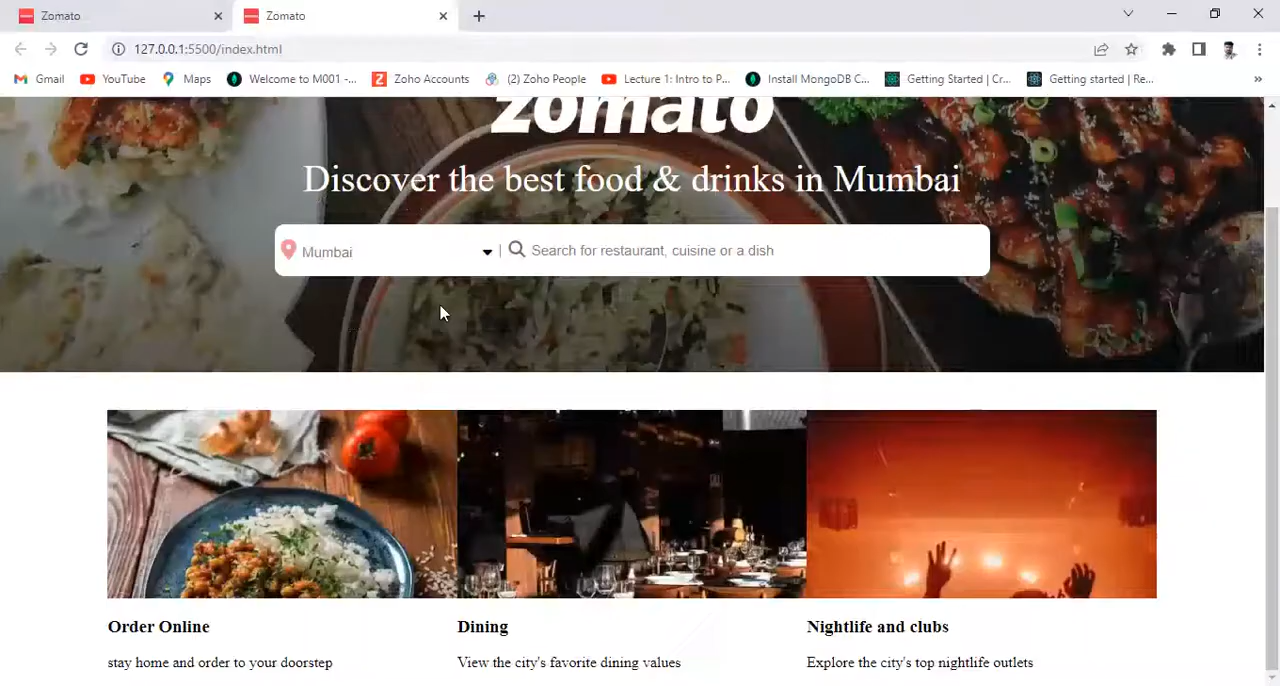 Zomato
Zomato
127.0.0.1:5500/index.html
Gmail
YouTube
Maps
Welcome to M001 -...
Zoho Accounts
(2) Zoho People
Lecture 1: Intro to P...
Install MongoDB C...
Getting Started | Cr...
Getting started | Re...
»
zomato
Discover the best food & drinks in Mumbai
Mumbai
| Search for restaurant, cuisine or a dish
Order Online
Dining
Nightlife and clubs
stay home and order to your doorstep
View the city's favorite dining values
Explore the city's top nightlife outlets